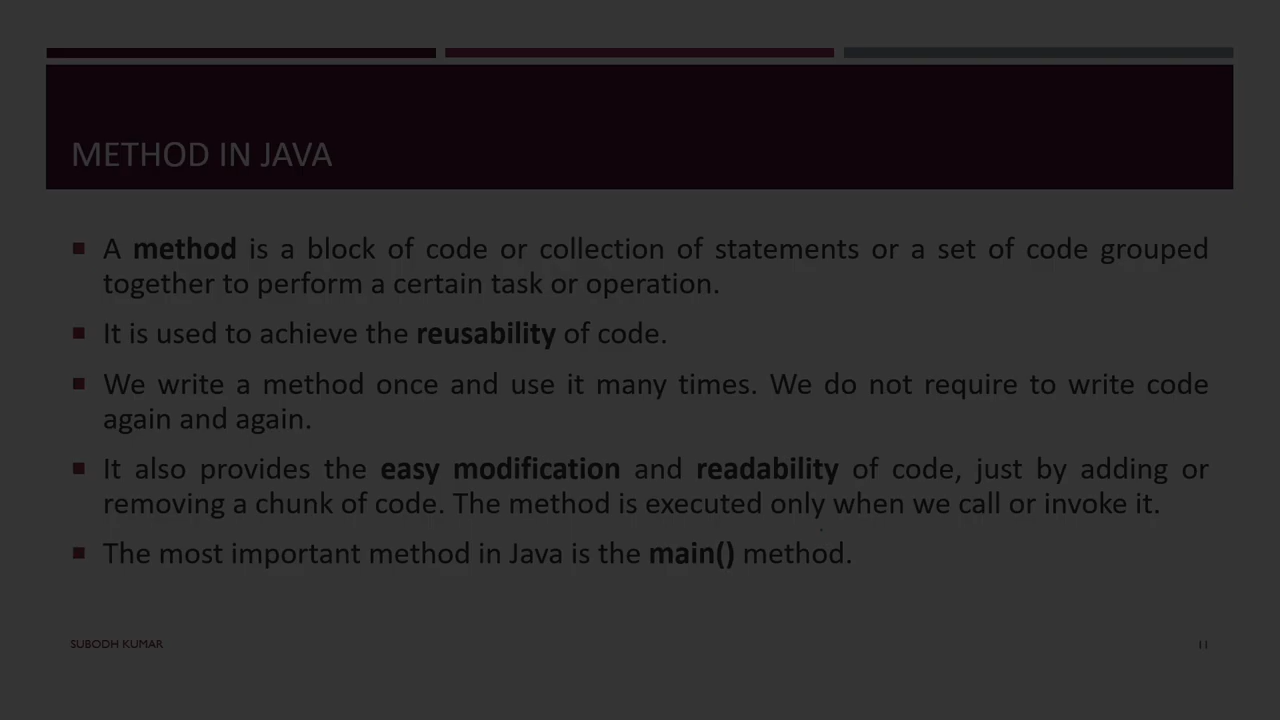 METHOD IN JAVA
A method is a block of code or collection of statements or a set of code grouped
together to perform a certain task or operation.
It is used to achieve the reusability of code.
We write a method once and use it many times. We do not require to write code
again and again.
It also provides the easy modification and readability of code, just by adding or
removing a chunk of code. The method is executed only when we call or invoke it.
The most important method in Java is the main() method.
SUBODH KUMAR
11